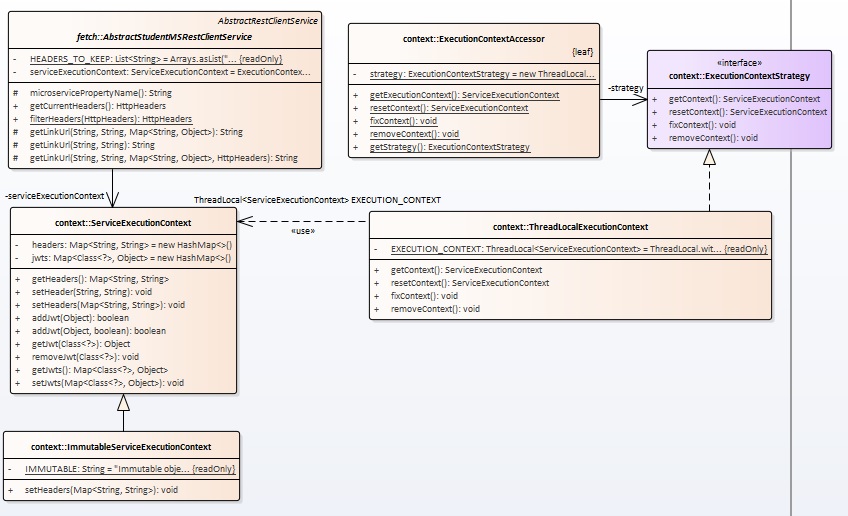 AbstractRestClientService
fetch::AbstractStudentMSRestClientService
- HEADERS_TO_KEEP: List<String> = Arrays.asList("... {readOnly}
- serviceExecutionContext: ServiceExecutionContext = ExecutionContex...
# microservicePropertyName(): String
+ getCurrentHeaders(): HttpHeaders
+ filterHeaders(HttpHeaders): HttpHeaders
# getLinkUrl(String, String, Map<String, Object>): String
# getLinkUrl(String, String): String
# getLinkUrl(String, String, Map<String, Object>, HttpHeaders): String
context::ExecutionContextAccessor
{leaf}
- strategy: ExecutionContextStrategy = new ThreadLocal...
+ getExecutionContext(): ServiceExecutionContext
+ resetContext(): ServiceExecutionContext
+ fixContext(): void
+ removeContext(): void
+ getStrategy(): ExecutionContextStrategy
-strategy
«interface»
context::ExecutionContextStrategy
+ getContext(): ServiceExecutionContext
+ resetContext(): ServiceExecutionContext
+ fixContext(): void
+ removeContext(): void
-serviceExecutionContext
ThreadLocal<ServiceExecutionContext> EXECUTION_CONTEXT
«use»
context::ServiceExecutionContext
- headers: Map<String, String> = new HashMap<>()
- jwts: Map<Class<?>, Object> = new HashMap<>()
+ getHeaders(): Map<String, String>
+ setHeader(String, String): void
+ setHeaders(Map<String, String>): void
+ addJwt(Object): boolean
+ addJwt(Object, boolean): boolean
+ getJwt(Class<?>): Object
+ removeJwt(Class<?>): void
+ getJwts(): Map<Class<?>, Object>
+ setJwts(Map<Class<?>, Object>): void
context::ThreadLocalExecutionContext
- EXECUTION_CONTEXT: ThreadLocal<ServiceExecutionContext> = ThreadLocal.wit... {readOnly}
+ getContext(): ServiceExecutionContext
+ resetContext(): ServiceExecutionContext
+ fixContext(): void
+ removeContext(): void
context::ImmutableServiceExecutionContext
- IMMUTABLE: String = "Immutable obje... {readOnly}
+ setHeaders(Map<String, String>): void